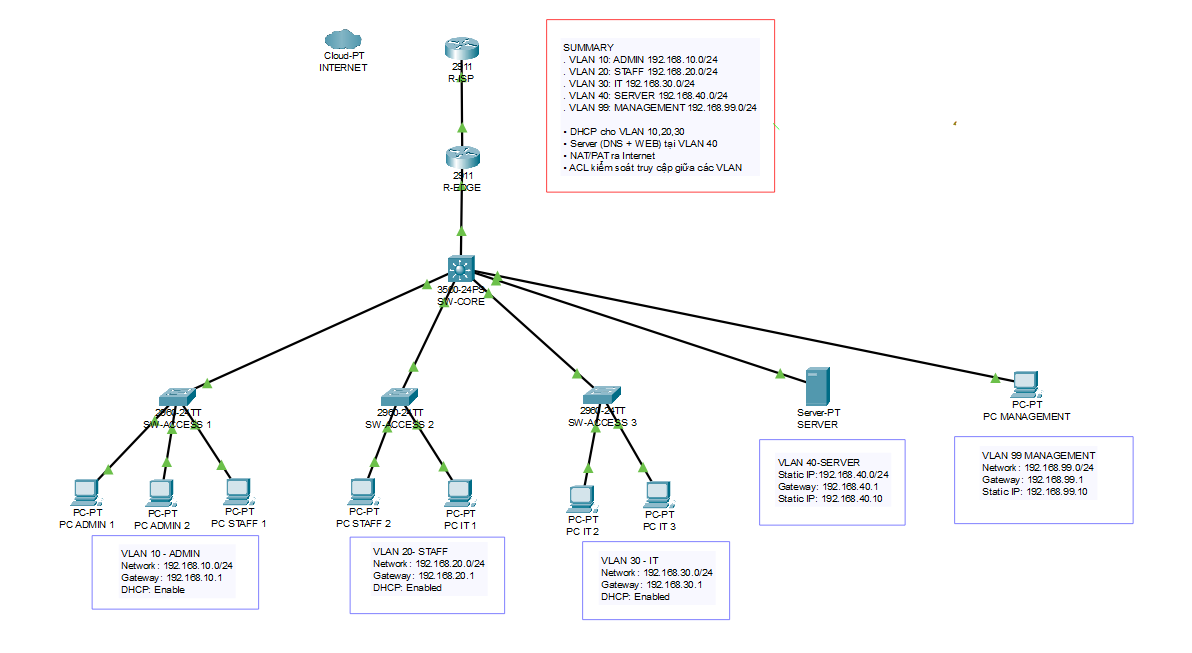 Cloud-PT
INTERNET
2911
R-ISP
2911
R-EDGE
SUMMARY
. VLAN 10: ADMIN 192.168.10.0/24
. VLAN 20: STAFF 192.168.20.0/24
. VLAN 30: IT 192.168.30.0/24
. VLAN 40: SERVER 192.168.40.0/24
. VLAN 99: MANAGEMENT 192.168.99.0/24
• DHCP cho VLAN 10,20,30
• Server (DNS + WEB) tại VLAN 40
• NAT/PAT ra Internet
• ACL kiểm soát truy cập giữa các VLAN
3560-24PS
SW-CORE
2960-24TT
SW-ACCESS 1
2960-24TT
SW-ACCESS 2
2960-24TT
SW-ACCESS 3
Server-PT
SERVER
PC-PT
PC MANAGEMENT
PC-PT
PC ADMIN 1
PC-PT
PC ADMIN 2
PC-PT
PC STAFF 1
PC-PT
PC STAFF 2
PC-PT
PC IT 1
PC-PT
PC IT 2
PC-PT
PC IT 3
VLAN 40-SERVER
Static IP:192.168.40.0/24
Gateway: 192.168.40.1
Static IP: 192.168.40.10
VLAN 99 MANAGEMENT
Network : 192.168.99.0/24
Gateway: 192.168.99.1
Static IP: 192.168.99.10
VLAN 10 - ADMIN
Network : 192.168.10.0/24
Gateway : 192.168.10.1
DHCP: Enable
VLAN 20- STAFF
Network : 192.168.20.0/24
Gateway : 192.168.20.1
DHCP: Enabled
VLAN 30 - IT
Network : 192.168.30.0/24
Gateway : 192.168.30.1
DHCP: Enabled